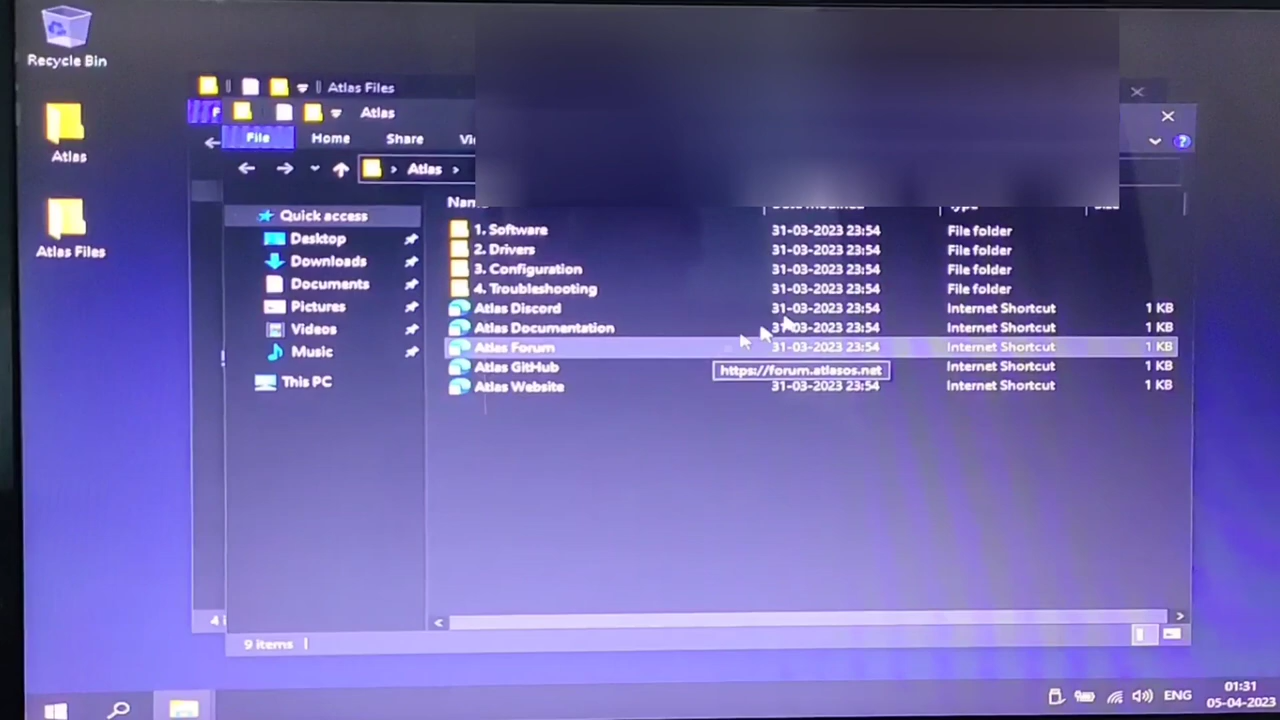 Recycle Bin
Atlas
Atlas Files
Atlas Files
Atlas
File
Home
Share
Atlas
Quick access
Desktop
Downloads
Documents
Pictures
Videos
Music
This PC
1. Software 31-03-2023 23:54 File folder
2. Drivers 31-03-2023 23:54 File folder
3. Configuration 31-03-2023 23:54 File folder
4. Troubleshooting 31-03-2023 23:54 File folder
Atlas Discord 31-03-2023 23:54 Internet Shortcut 1 KB
Atlas Documentation 31-03-2023 23:54 Internet Shortcut 1 KB
Atlas Forum 31-03-2023 23:54 Internet Shortcut 1 KB
Atlas GitHub Internet Shortcut 1 KB
https://forum.atlasos.net
Atlas Website 31-03-2023 23:54 Internet Shortcut 1 KB
9 items
ENG
01:31
05-04-2023